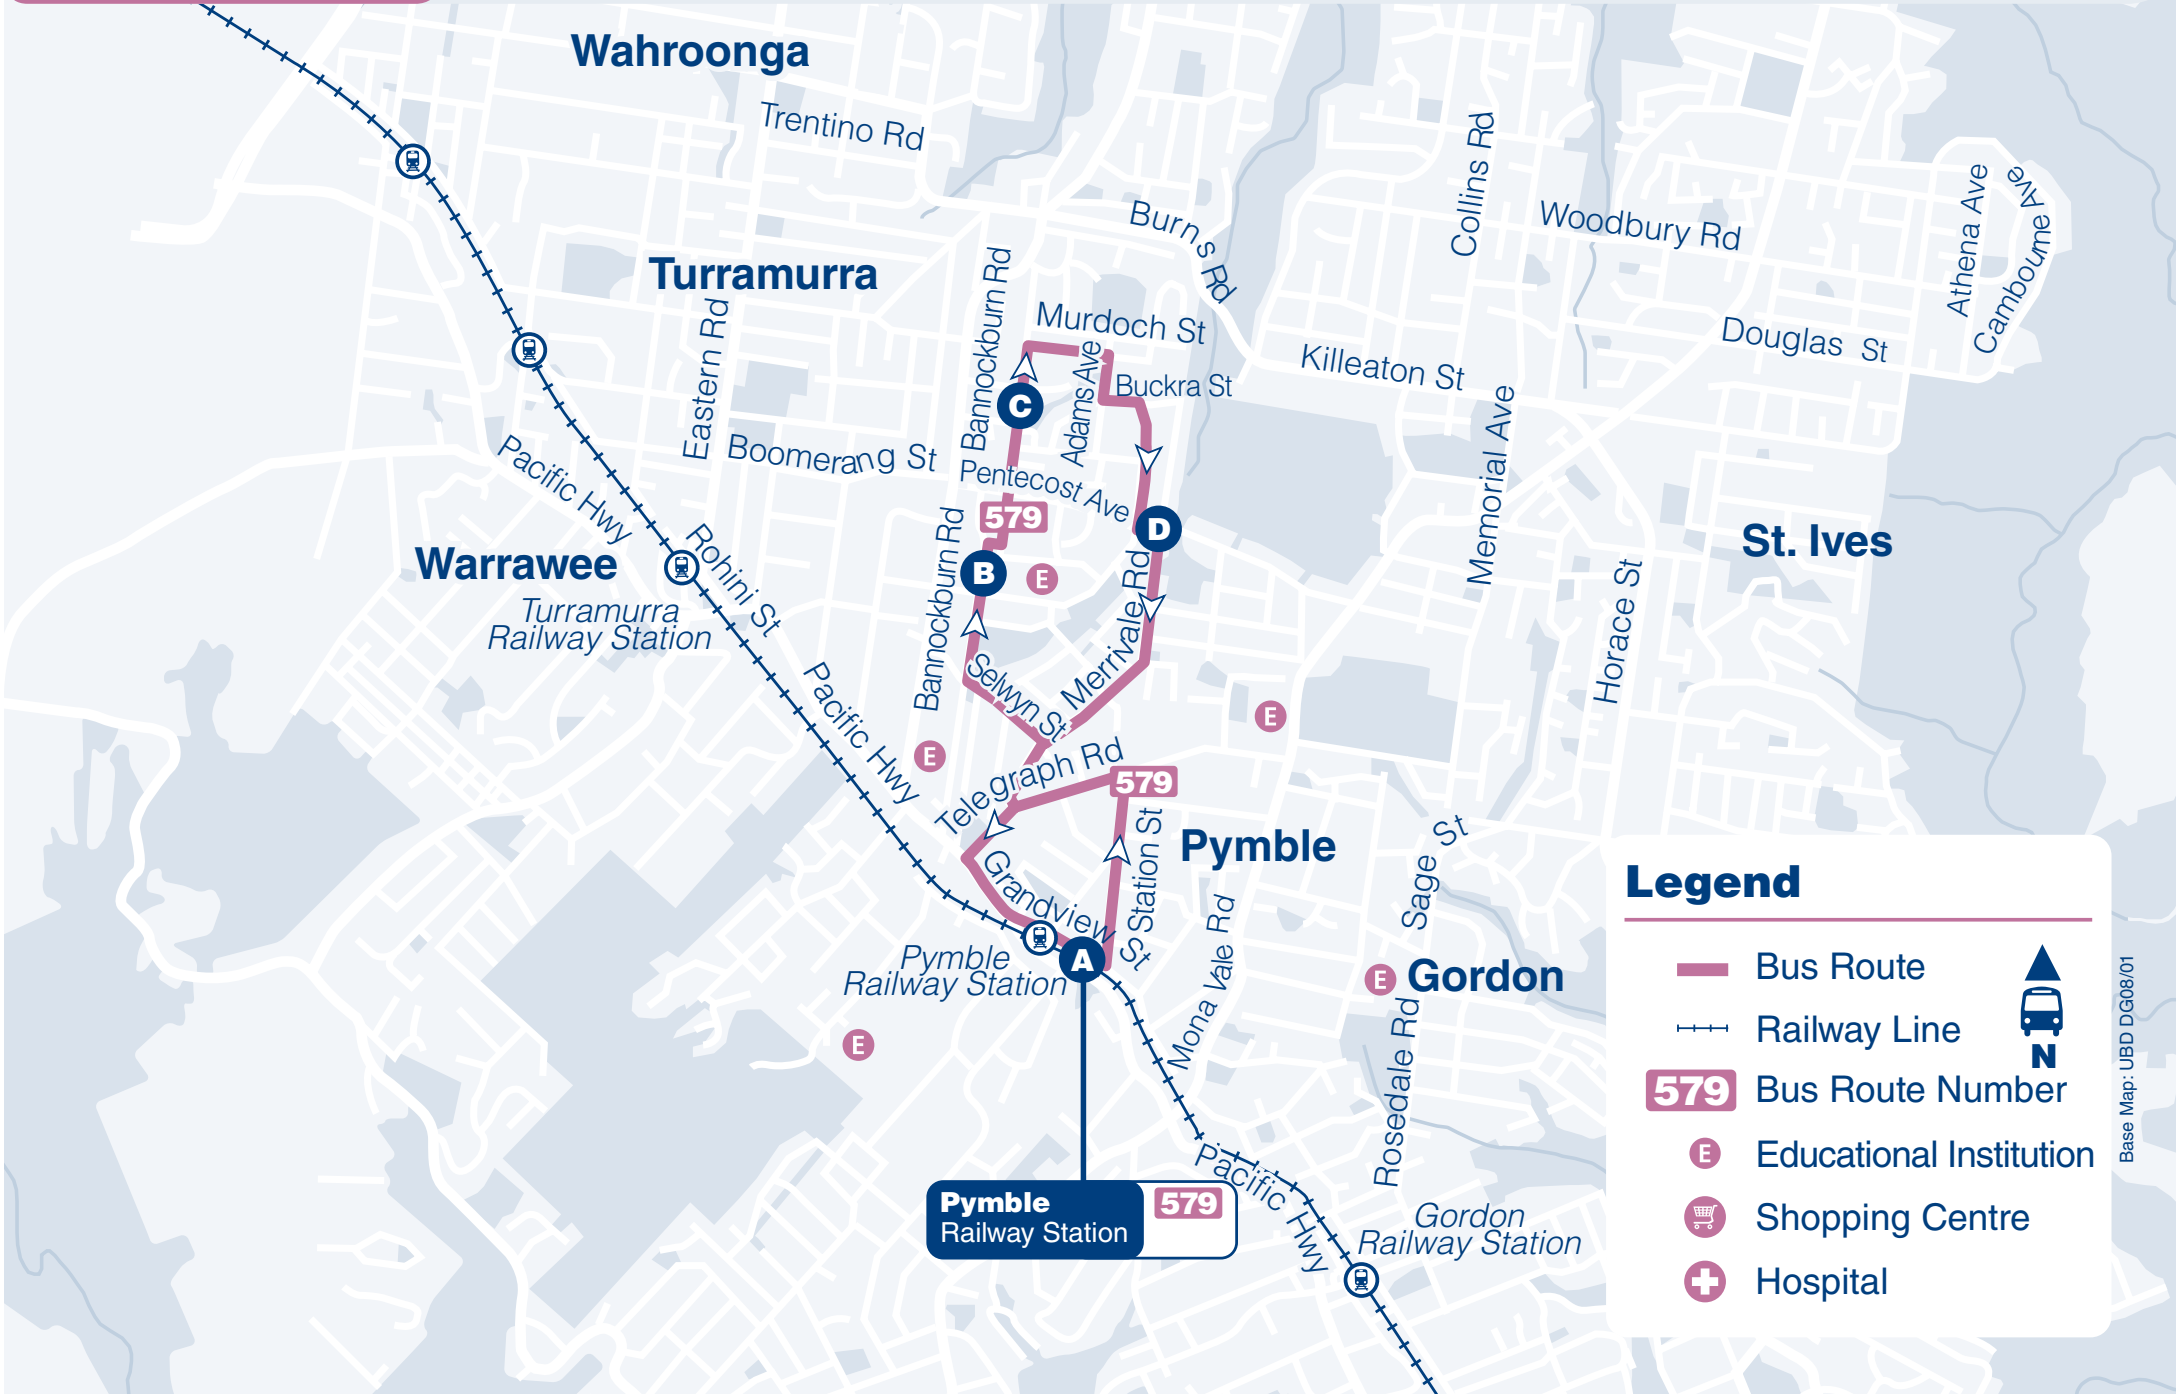 Wahroonga
Trentino Rd
Burns Rd
Collins Rd
Woodbury Rd
Athena Ave
Cambourne Ave
Turramurra
Bannockburn Rd
Murdoch St
Eastern Rd
Adams Ave
Buckra St
Killeaton St
Douglas St
C
Boomerang St
Pentecost Ave
Memorial Ave
Pacific Hwy
579
D
St. Ives
Warrawee
Rohini St
Bannockburn Rd
B
E
Turramurra
Railway Station
Merrivale Rd
Horace St
Selwyn St
Pacific Hwy
E
E
Telegraph Rd
579
Station St
Pymble
Grandview St
Sage St
Mona Vale Rd
A
Pymble
Railway Station
E
Gordon
E
Rosedale Rd
Pacific Hwy
Pymble
Railway Station
579
Gordon
Railway Station
Legend
Bus Route
Railway Line
N
579
Bus Route Number
E
Educational Institution
Shopping Centre
Hospital
Base Map: UBD DG08/01